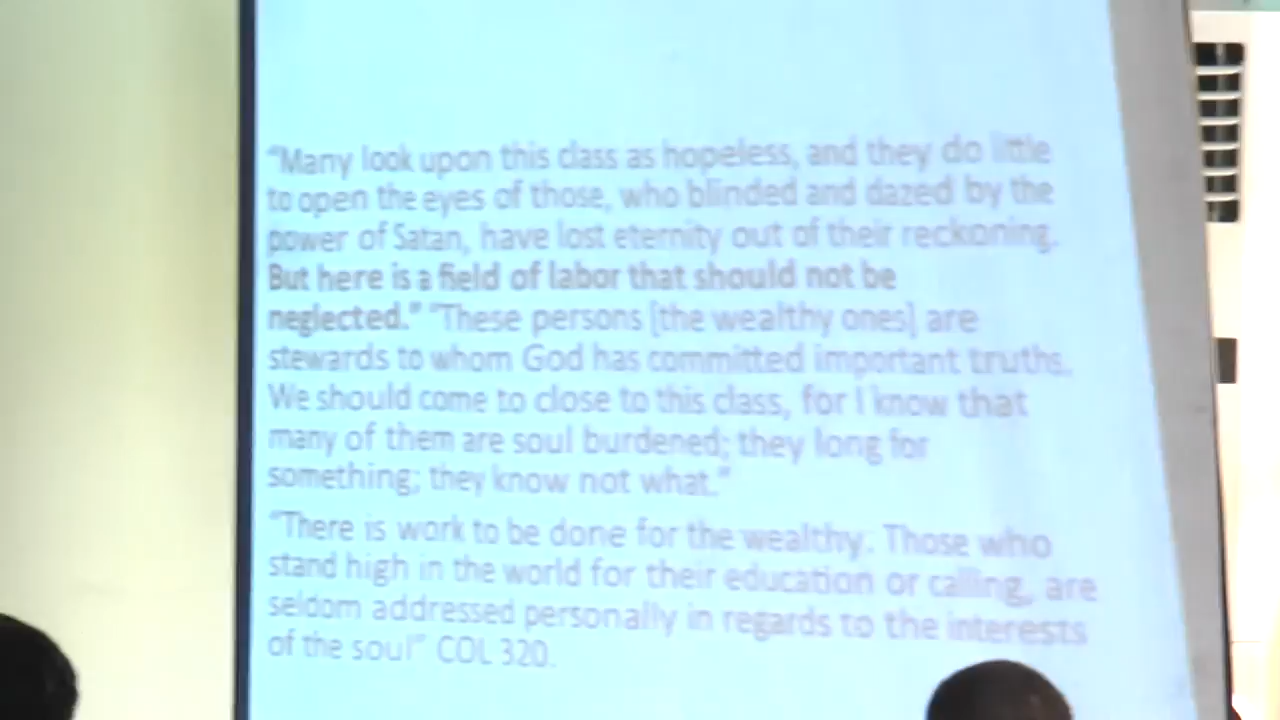 “Many look upon this class as hopeless, and they do little
to open the eyes of those, who blinded and dazed by the
power of Satan, have lost eternity out of their reckoning.
But here is a field of labor that should not be
neglected.” “These persons [the wealthy ones] are
stewards to whom God has committed important truths.
We should come to close to this class, for I know that
many of them are soul burdened; they long for
something; they know not what.”
“There is work to be done for the wealthy. Those who
stand high in the world for their education or calling, are
seldom addressed personally in regards to the interests
of the soul” COL 320.